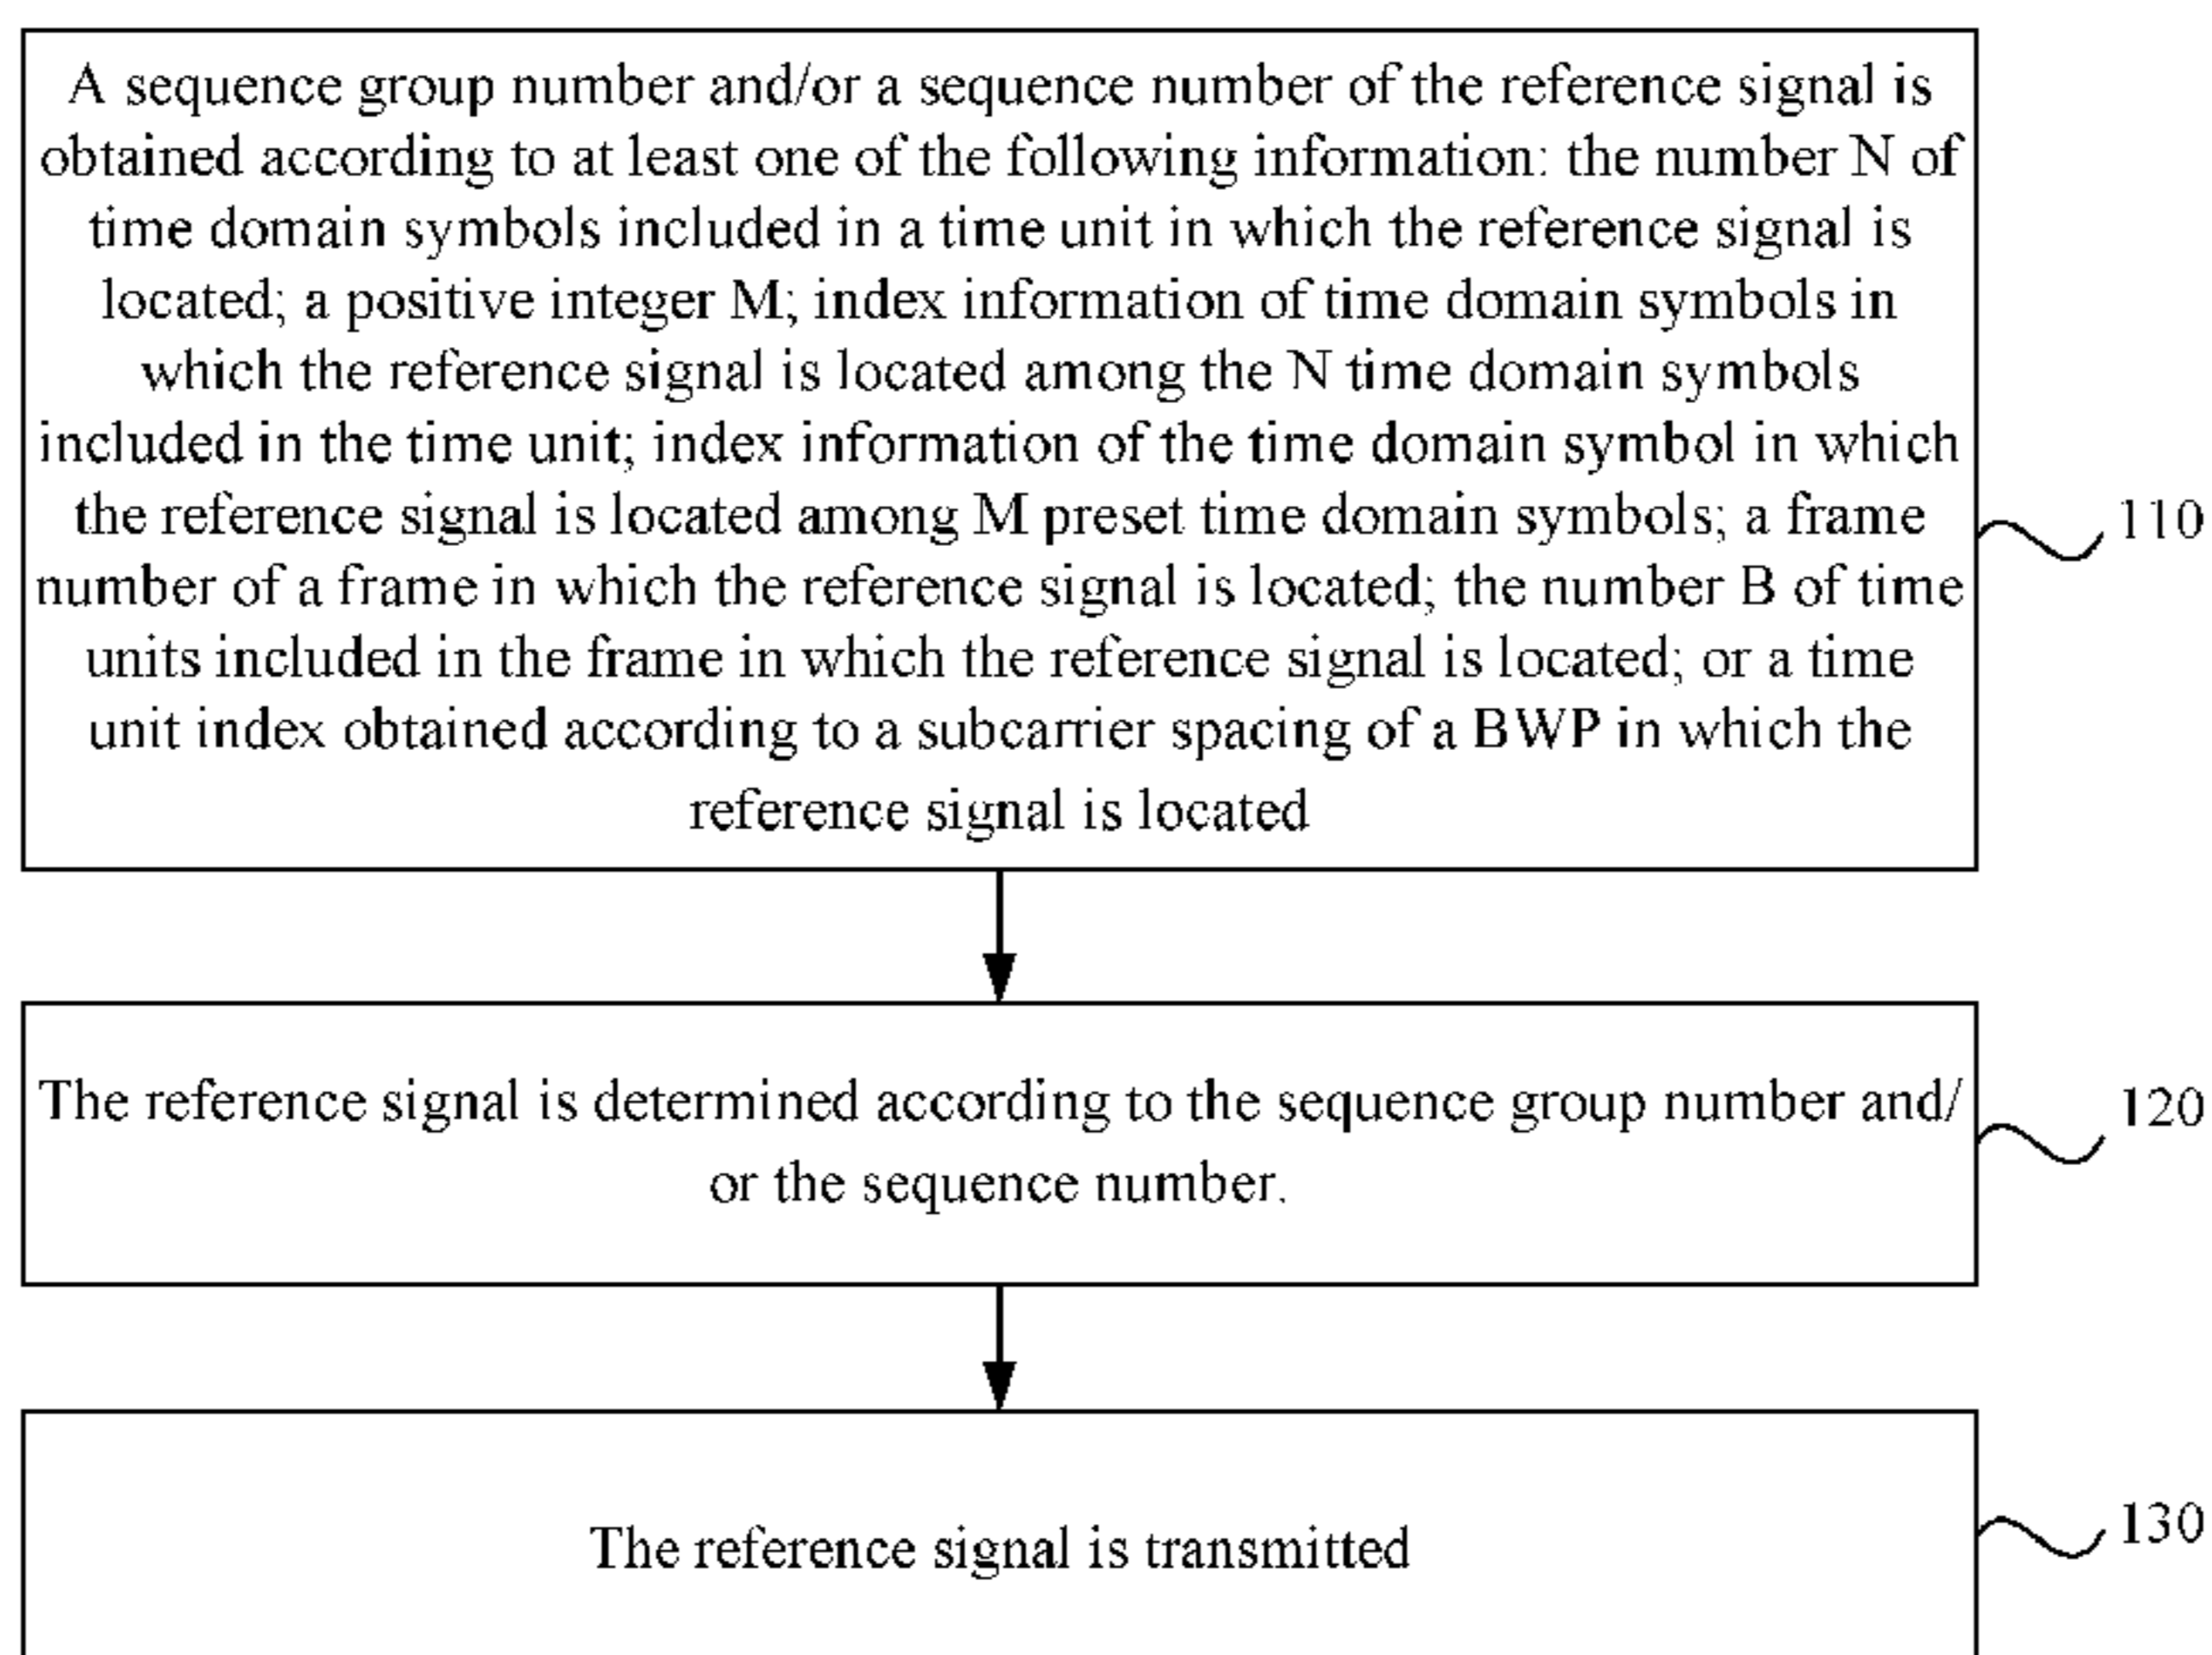 A sequence group number and/or a sequence number of the reference signal is
obtained according to at least one of the following information: the number N of
time domain symbols included in a time unit in which the reference signal is
located; a positive integer M; index information of time domain symbols in
which the reference signal is located among the N time domain symbols
included in the time unit; index information of the time domain symbol in which
the reference signal is located among M preset time domain symbols; a frame
number of a frame in which the reference signal is located; the number B of time
units included in the frame in which the reference signal is located; or a time
unit index obtained according to a subcarrier spacing of a BWP in which the
reference signal is located
110
The reference signal is determined according to the sequence group number and/
or the sequence number.
120
The reference signal is transmitted
130